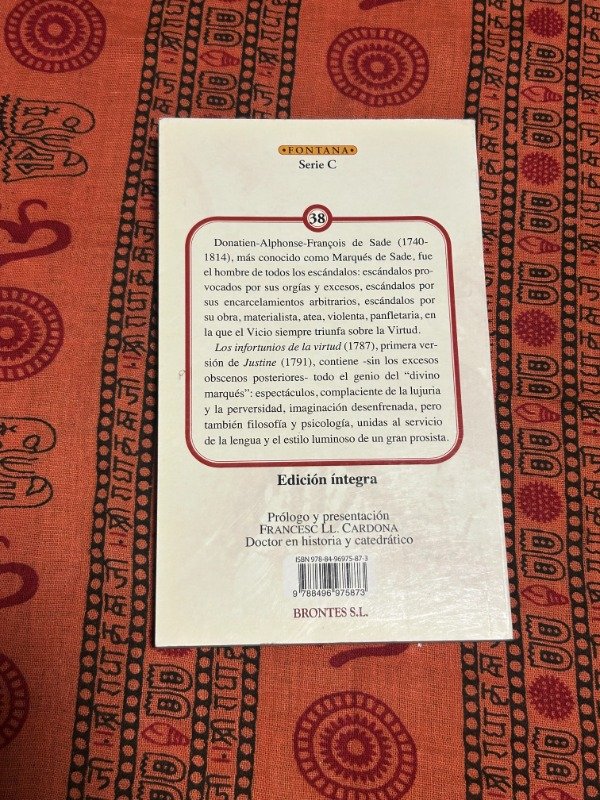 •FONTANA•
Serie C
38
Donatien-Alphonse-François de Sade (1740-
1814), más conocido como Marqués de Sade, fue
el hombre de todos los escándalos: escándalos pro-
vocados por sus orgías y excesos, escándalos por
sus encarcelamientos arbitrarios, escándalos por
su obra, materialista, atea, violenta, panfletaria, en
la que el Vicio siempre triunfa sobre la Virtud.
Los infortunios de la virtud (1787), primera ver-
sión de Justine (1791), contiene -sin los excesos
obscenos posteriores- todo el genio del “divino
marqués”: espectáculos, complaciente de la lujuria
y la perversidad, imaginación desenfrenada, pero
también filosofía y psicología, unidas al servicio
de la lengua y el estilo luminoso de un gran prosista.
Edición íntegra
Prólogo y presentación
FRANCESC LL. CARDONA
Doctor en historia y catedrático
ISBN 978-84-96975-87-3
9 788496 975873
BRONTES S.L.